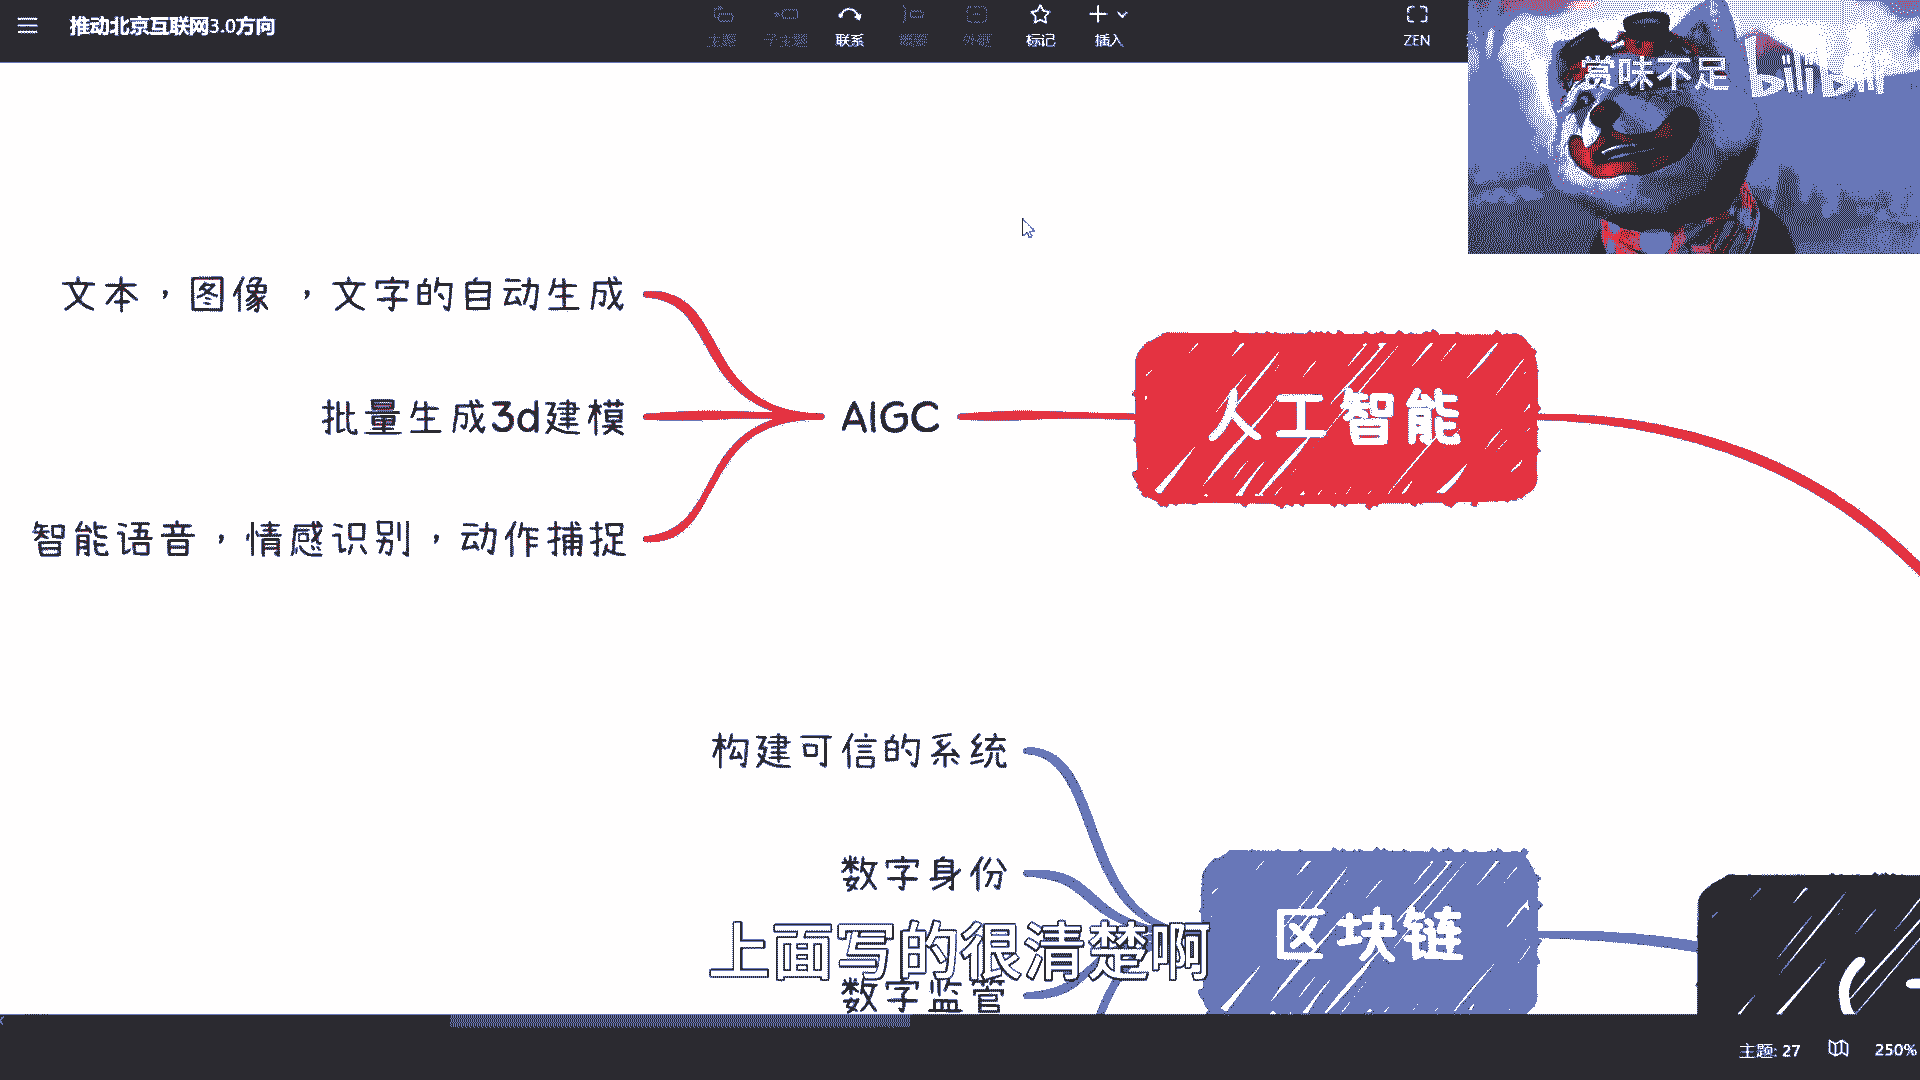 推动北京互联网3.0方向
主题
子主题
联系
概要
外框
标记
插入
ZEN
赏味不足 bilibili
文本，图像 ，文字的自动生成
批量生成3d建模
AIGC
人工智能
智能语音，情感识别，动作捕捉
构建可信的系统
数字身份
区块链
上面写的很清楚啊
数字监管
主题: 27
250%